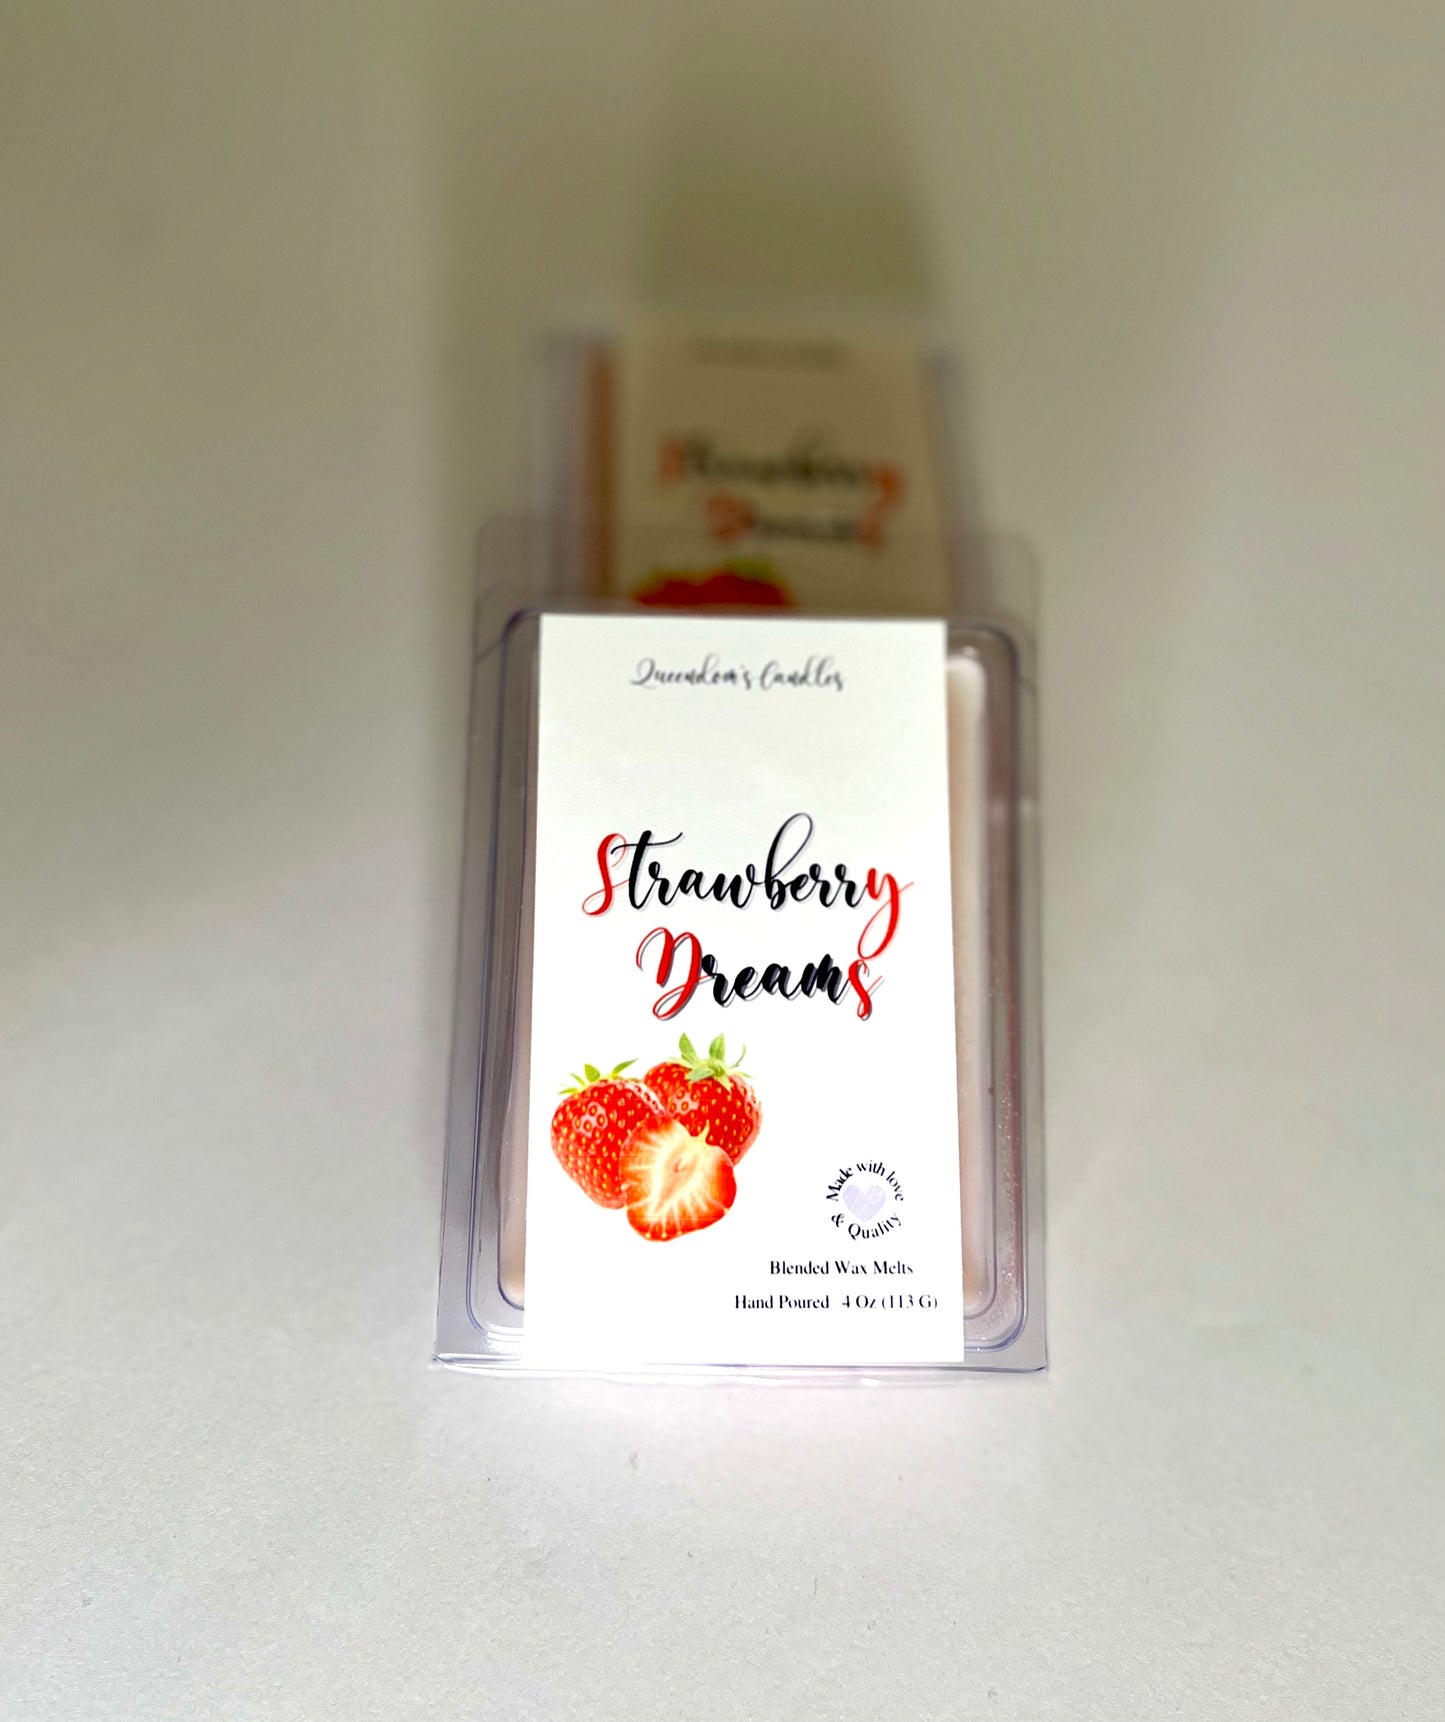 Queendom's Candles
Strawberry
Dreams
Made with love
& Quality
Blended Wax Melts
Hand Poured 4 Oz (113 G)